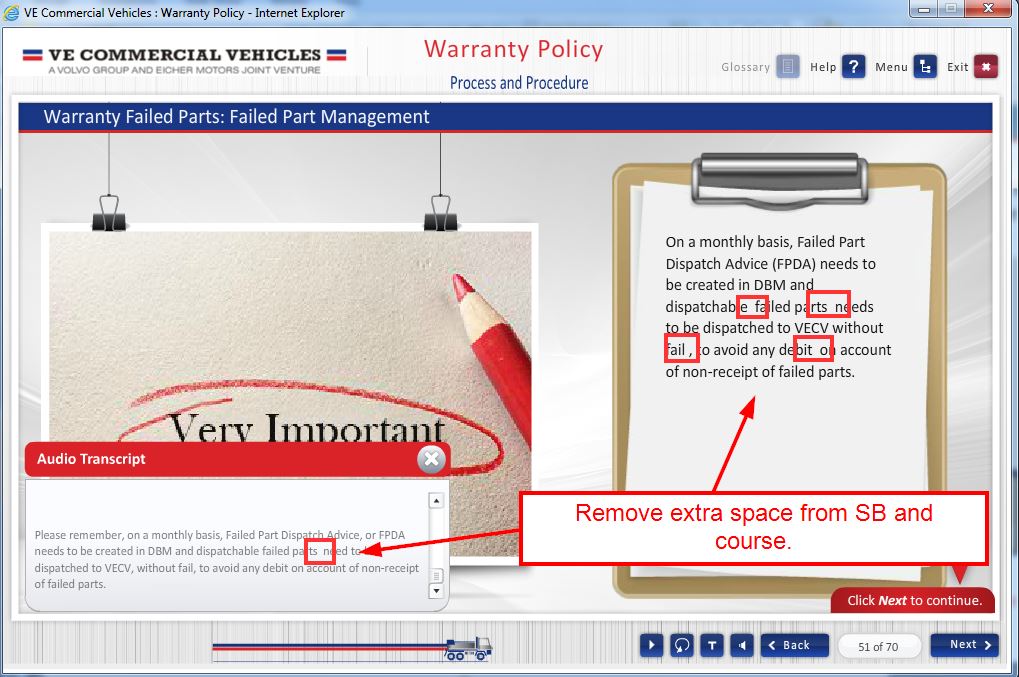 VE Commercial Vehicles : Warranty Policy - Internet Explorer
VE COMMERCIAL VEHICLES
A VOLVO GROUP AND EICHER MOTORS JOINT VENTURE
Warranty Policy
Process and Procedure
Glossary Help ? Menu Exit
Warranty Failed Parts: Failed Part Management
On a monthly basis, Failed Part
Dispatch Advice (FPDA) needs to
be created in DBM and
dispatchable  failed parts  needs
to be dispatched to VECV without
fail , to avoid any debit  on account
of non-receipt of failed parts.
Very Important
Audio Transcript
Please remember, on a monthly basis, Failed Part Dispatch Advice, or FPDA
needs to be created in DBM and dispatchable failed parts  need to
dispatched to VECV, without fail, to avoid any debit on account of non-receipt
of failed parts.
Remove extra space from SB and
course.
Click Next to continue.
T Back 51 of 70 Next